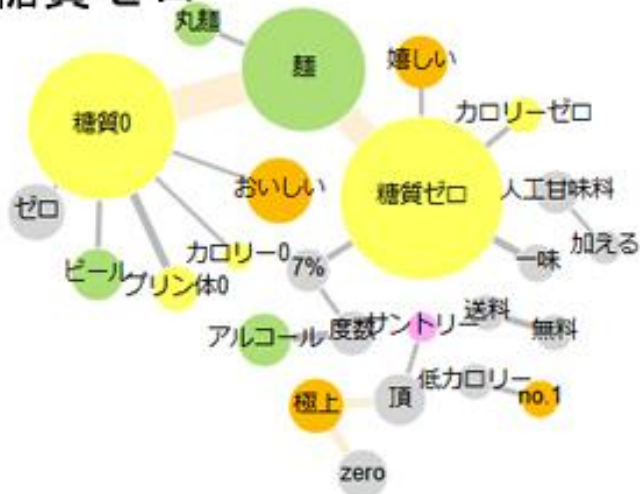 糖質ゼロ
丸麺
麺
嬉しい
糖質0
カロリーゼロ
おいしい
糖質ゼロ
人工甘味料
ゼロ
加える
カロリー0
7%
一味
ビール
プリン体0
送料
アルコール
度数
サントリー
無料
低カロリー
極上
頂
no.1
zero